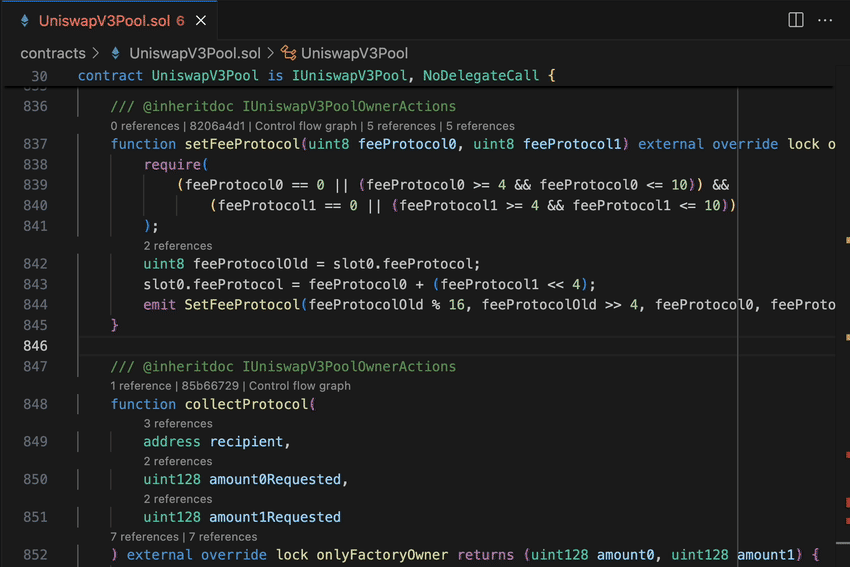 UniswapV3Pool.sol 6
contracts > UniswapV3Pool.sol > UniswapV3Pool
30 contract UniswapV3Pool is IUniswapV3Pool, NoDelegateCall {
836 /// @inheritdoc IUniswapV3PoolOwnerActions
0 references | 8206a4d1 | Control flow graph | 5 references | 5 references
837 function setFeeProtocol(uint8 feeProtocol0, uint8 feeProtocol1) external override lock o
838 require(
839 (feeProtocol0 == 0 || (feeProtocol0 >= 4 && feeProtocol0 <= 10)) &&
840 (feeProtocol1 == 0 || (feeProtocol1 >= 4 && feeProtocol1 <= 10))
841 );
2 references
842 uint8 feeProtocolOld = slot0.feeProtocol;
843 slot0.feeProtocol = feeProtocol0 + (feeProtocol1 << 4);
844 emit SetFeeProtocol(feeProtocolOld % 16, feeProtocolOld >> 4, feeProtocol0, feeProto
845 }
846
847 /// @inheritdoc IUniswapV3PoolOwnerActions
1 reference | 85b66729 | Control flow graph
848 function collectProtocol(
3 references
849 address recipient,
2 references
850 uint128 amount0Requested,
2 references
851 uint128 amount1Requested
7 references | 7 references
852 ) external override lock onlyFactoryOwner returns (uint128 amount0, uint128 amount1) {